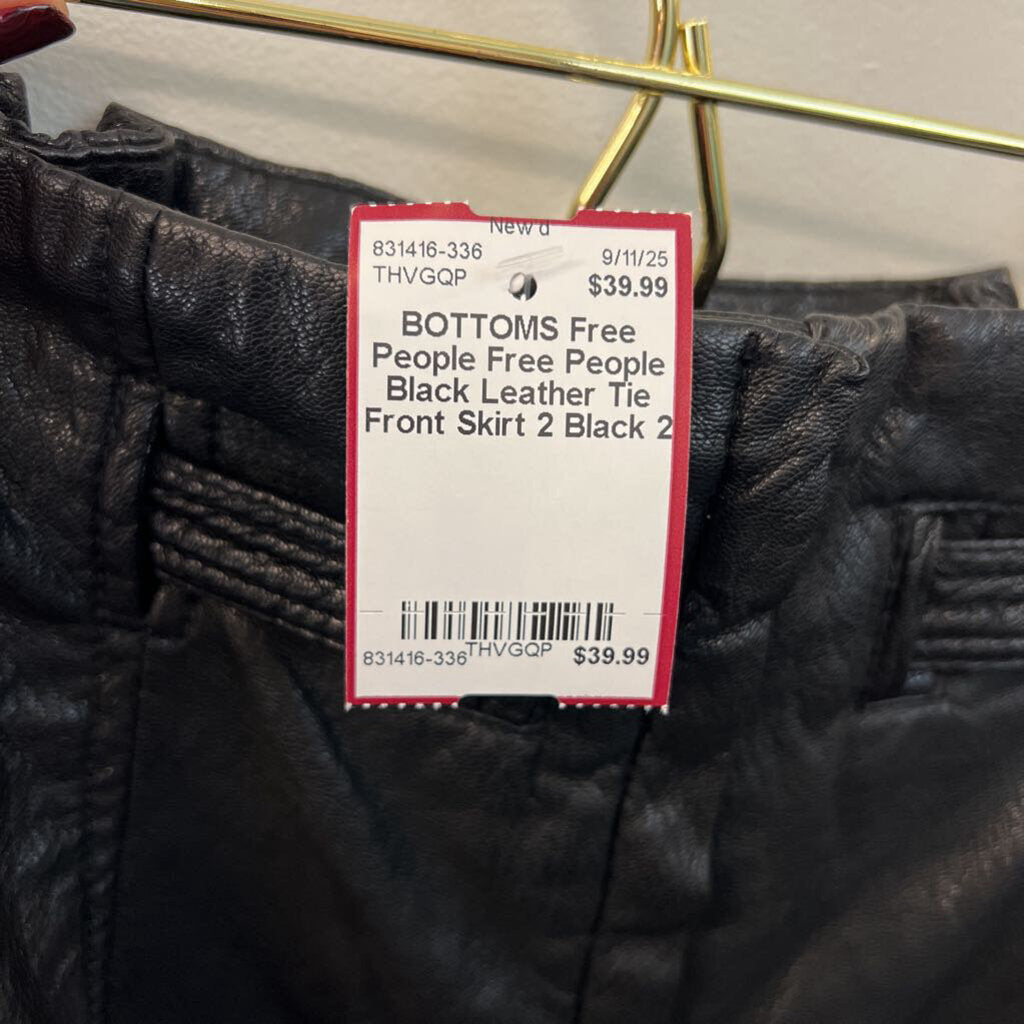 New'd
831416-336 9/11/25
THVGQP $39.99
BOTTOMS Free
People Free People
Black Leather Tie
Front Skirt 2 Black 2
831416-336 THVGQP $39.99